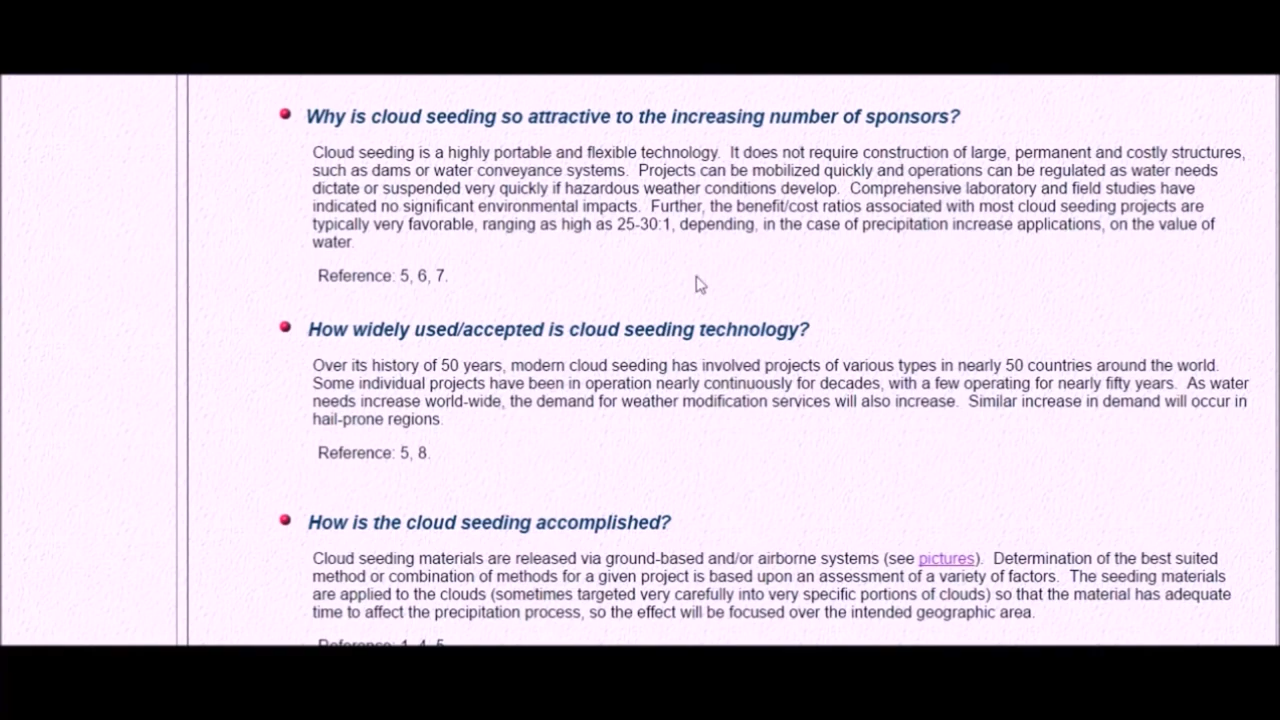 Why is cloud seeding so attractive to the increasing number of sponsors?
Cloud seeding is a highly portable and flexible technology.  It does not require construction of large, permanent and costly structures,
such as dams or water conveyance systems.  Projects can be mobilized quickly and operations can be regulated as water needs
dictate or suspended very quickly if hazardous weather conditions develop.  Comprehensive laboratory and field studies have
indicated no significant environmental impacts.  Further, the benefit/cost ratios associated with most cloud seeding projects are
typically very favorable, ranging as high as 25-30:1, depending, in the case of precipitation increase applications, on the value of
water.
Reference: 5, 6, 7.
How widely used/accepted is cloud seeding technology?
Over its history of 50 years, modern cloud seeding has involved projects of various types in nearly 50 countries around the world.
Some individual projects have been in operation nearly continuously for decades, with a few operating for nearly fifty years.  As water
needs increase world-wide, the demand for weather modification services will also increase.  Similar increase in demand will occur in
hail-prone regions.
Reference: 5, 8.
How is the cloud seeding accomplished?
Cloud seeding materials are released via ground-based and/or airborne systems (see pictures).  Determination of the best suited
method or combination of methods for a given project is based upon an assessment of a variety of factors.  The seeding materials
are applied to the clouds (sometimes targeted very carefully into very specific portions of clouds) so that the material has adequate
time to affect the precipitation process, so the effect will be focused over the intended geographic area.
Reference: 1, 4, 5